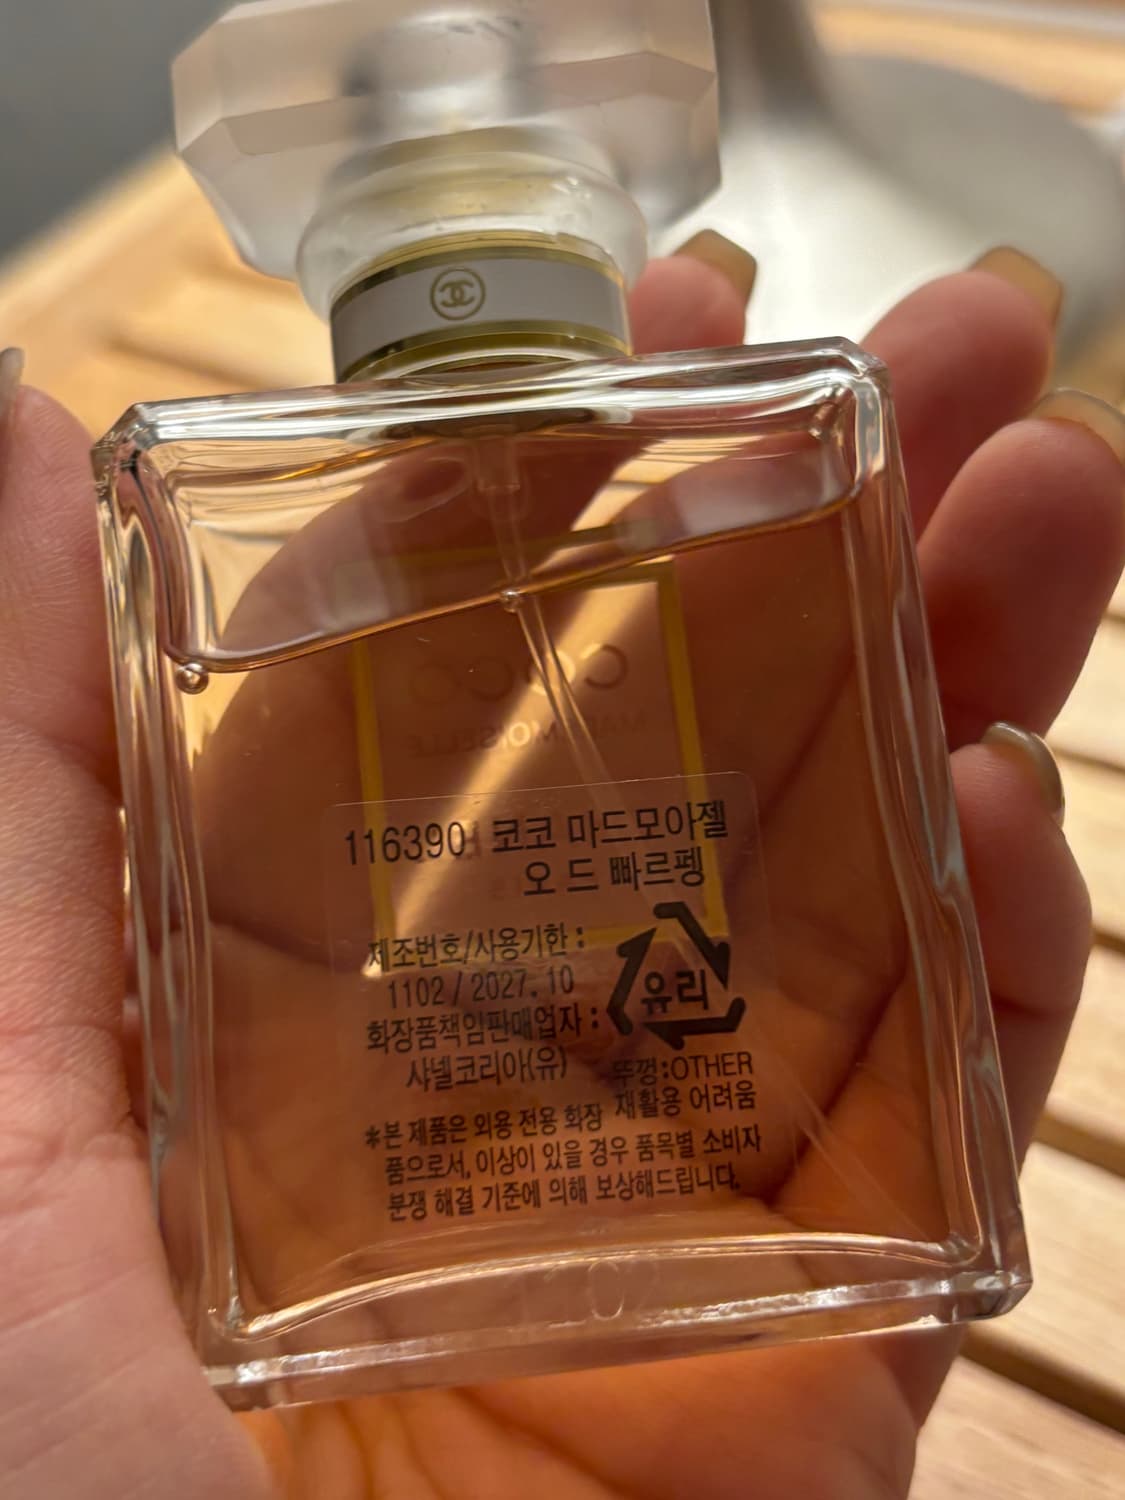 COCO
MADEMOISELLE
116390 코코 마드모아젤
오 드 빠르펭
제조번호/사용기한 :
1102 / 2027. 10
화장품책임판매업자 :
샤넬코리아(유)
유리
뚜껑:OTHER
재활용 어려움
*본 제품은 외용 전용 화장
품으로서, 이상이 있을 경우 품목별 소비자
분쟁 해결 기준에 의해 보상해드립니다.